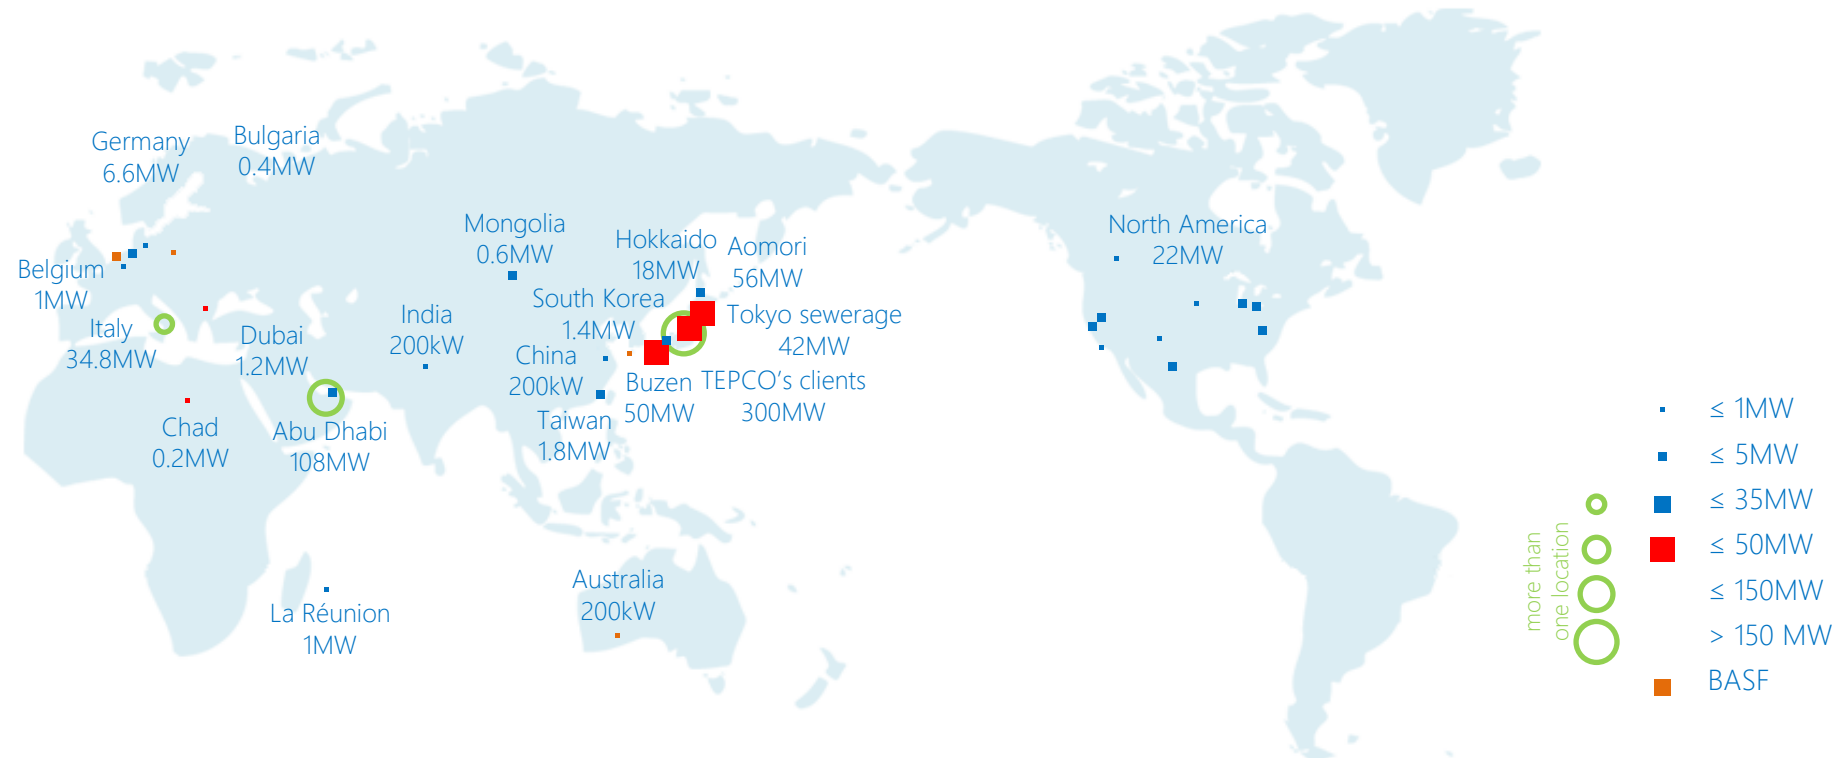 Germany
6.6MW
Bulgaria
0.4MW
Mongolia
0.6MW
Hokkaido
18MW
Aomori
56MW
North America
22MW
Belgium
1MW
South Korea
1.4MW
India
200kW
Tokyo sewerage
42MW
Italy
34.8MW
Dubai
1.2MW
China
200kW
Buzen
50MW
TEPCO's clients
300MW
Taiwan
1.8MW
Chad
0.2MW
Abu Dhabi
108MW
La Réunion
1MW
Australia
200kW
more than
one location
≤ 1MW
≤ 5MW
≤ 35MW
≤ 50MW
≤ 150MW
> 150 MW
BASF